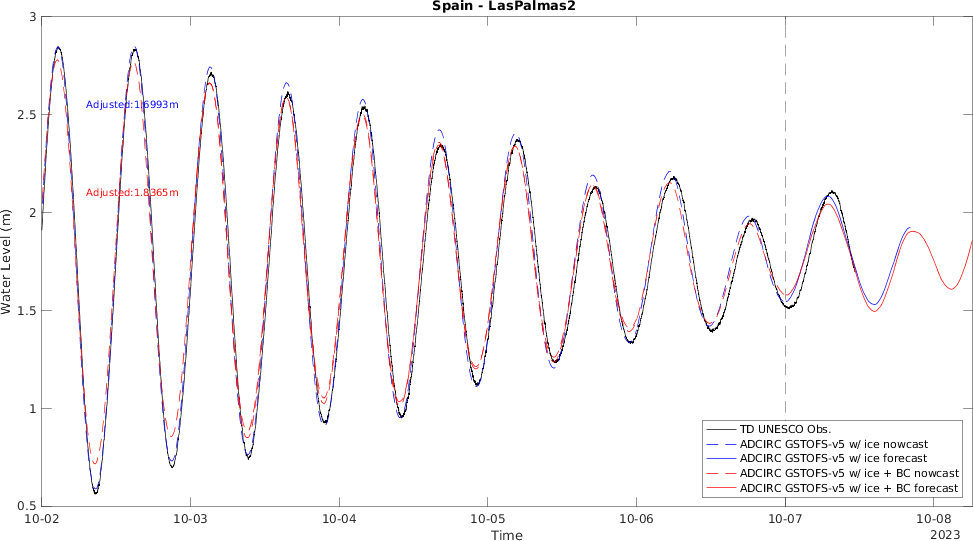 Spain - LasPalmas2
3
2.5
2
1.5
1
0.5
Water Level (m)
Adjusted:1.6993m
Adjusted:1.8365m
TD UNESCO Obs.
ADCIRC GSTOFS-v5 w/ ice nowcast
ADCIRC GSTOFS-v5 w/ ice forecast
ADCIRC GSTOFS-v5 w/ ice + BC nowcast
ADCIRC GSTOFS-v5 w/ ice + BC forecast
10-02 10-03 10-04 10-05 10-06 10-07 10-08
Time
2023